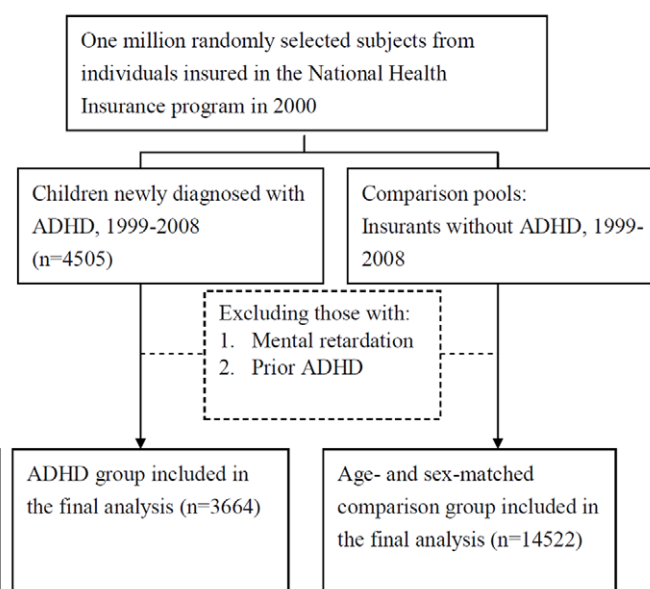 One million randomly selected subjects from
individuals insured in the National Health
Insurance program in 2000
Children newly diagnosed with
ADHD, 1999-2008
(n=4505)
Comparison pools:
Insurants without ADHD, 1999-
2008
Excluding those with:
1. Mental retardation
2. Prior ADHD
ADHD group included in
the final analysis (n=3664)
Age- and sex-matched
comparison group included in
the final analysis (n=14522)